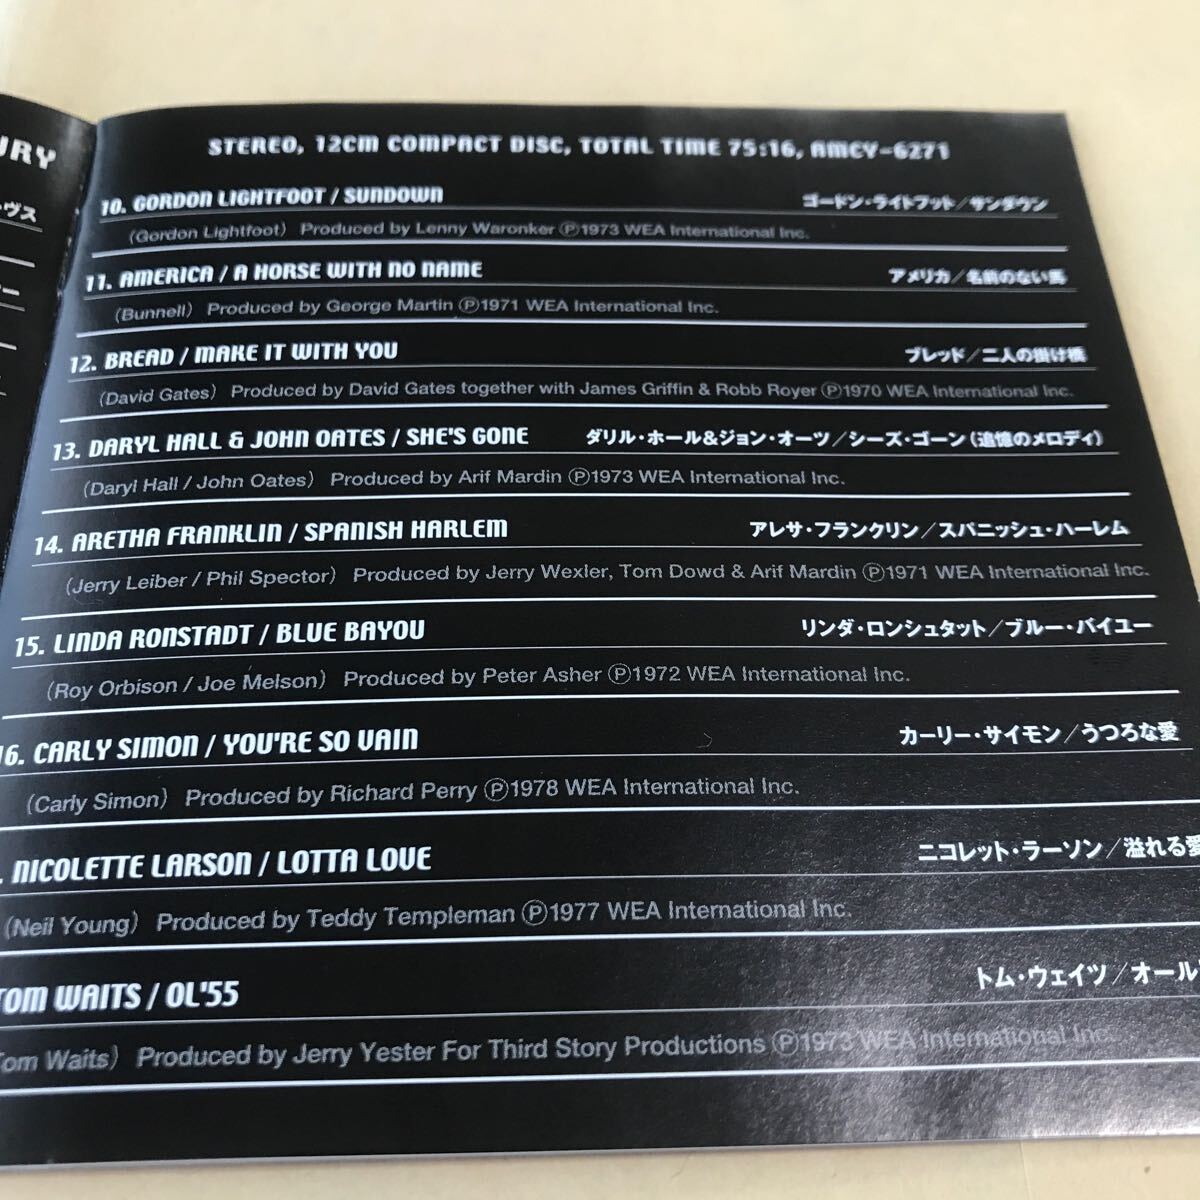 URY
ヴス
STEREO, 12CM COMPACT DISC, TOTAL TIME 75:16, AMCY-6271
10. GORDON LIGHTFOOT / SUNDOWN ゴードン・ライトフット／サンダウン
(Gordon Lightfoot) Produced by Lenny Waronker Ⓟ1973 WEA International Inc.
11. AMERICA / A HORSE WITH NO NAME アメリカ／名前のない馬
(Bunnell) Produced by George Martin Ⓟ1971 WEA International Inc.
12. BREAD / MAKE IT WITH YOU ブレッド／二人の掛け橋
(David Gates) Produced by David Gates together with James Griffin & Robb Royer Ⓟ1970 WEA International Inc.
13. DARYL HALL & JOHN OATES / SHE'S GONE ダリル・ホール&ジョン・オーツ／シーズ・ゴーン(追憶のメロディ)
(Daryl Hall / John Oates) Produced by Arif Mardin Ⓟ1973 WEA International Inc.
14. ARETHA FRANKLIN / SPANISH HARLEM アレサ・フランクリン／スパニッシュ・ハーレム
(Jerry Leiber / Phil Spector) Produced by Jerry Wexler, Tom Dowd & Arif Mardin Ⓟ1971 WEA International Inc.
15. LINDA RONSTADT / BLUE BAYOU リンダ・ロンシュタット／ブルー・バイユー
(Roy Orbison / Joe Melson) Produced by Peter Asher Ⓟ1972 WEA International Inc.
16. CARLY SIMON / YOU'RE SO VAIN カーリー・サイモン／うつろな愛
(Carly Simon) Produced by Richard Perry Ⓟ1978 WEA International Inc.
. NICOLETTE LARSON / LOTTA LOVE ニコレット・ラーソン／溢れる愛
(Neil Young) Produced by Teddy Templeman Ⓟ1977 WEA International Inc.
TOM WAITS / OL'55 トム・ウェイツ／オール
Tom Waits) Produced by Jerry Yester For Third Story Productions Ⓟ1973 WEA International Inc.